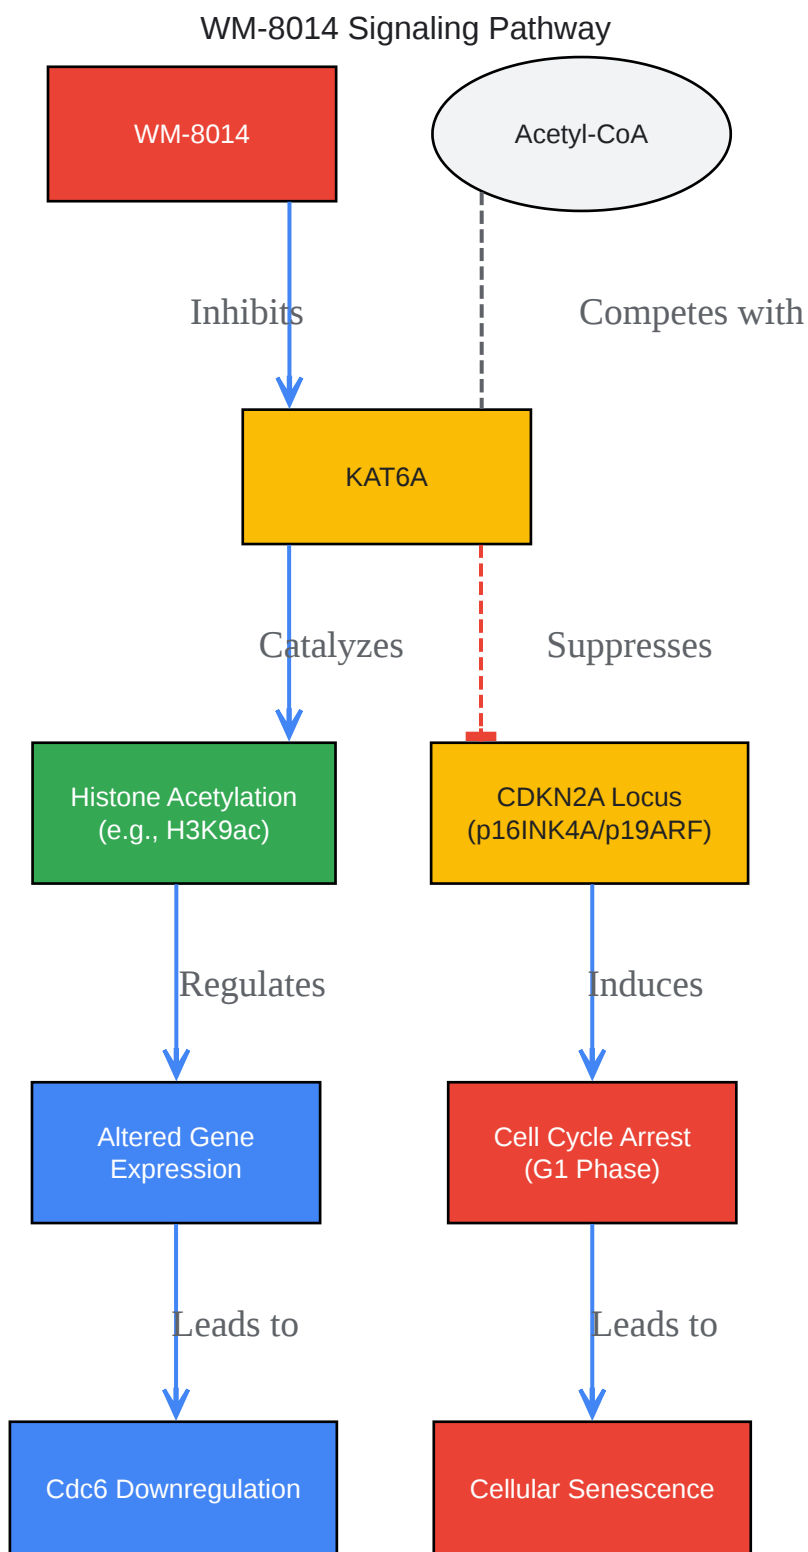 WM-8014 Signaling Pathway
WM-8014
Acetyl-CoA
Inhibits
Competes with
KAT6A
Catalyzes
Suppresses
Histone Acetylation
(e.g., H3K9ac)
CDKN2A Locus
(p16INK4A/p19ARF)
Regulates
Induces
Altered Gene
Expression
Cell Cycle Arrest
(G1 Phase)
Leads to
Leads to
Cdc6 Downregulation
Cellular Senescence